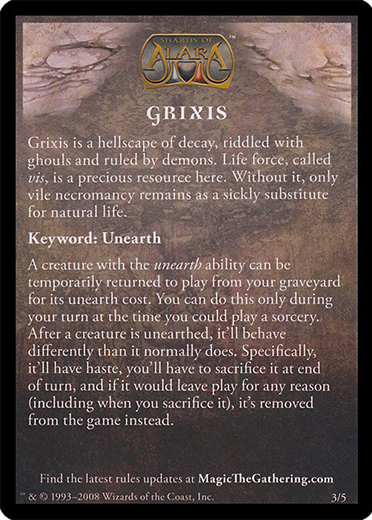 SHARDS OF
ALARA™
GRIXIS
Grixis is a hellscape of decay, riddled with
ghouls and ruled by demons. Life force, called
vis, is a precious resource here. Without it, only
vile necromancy remains as a sickly substitute
for natural life.
Keyword: Unearth
A creature with the unearth ability can be
temporarily returned to play from your graveyard
for its unearth cost. You can do this only during
your turn at the time you could play a sorcery.
After a creature is unearthed, it'll behave
differently than it normally does. Specifically,
it'll have haste, you'll have to sacrifice it at end
of turn, and if it would leave play for any reason
(including when you sacrifice it), it's removed
from the game instead.
Find the latest rules updates at MagicTheGathering.com
™ & © 1993–2008 Wizards of the Coast, Inc. 3/5